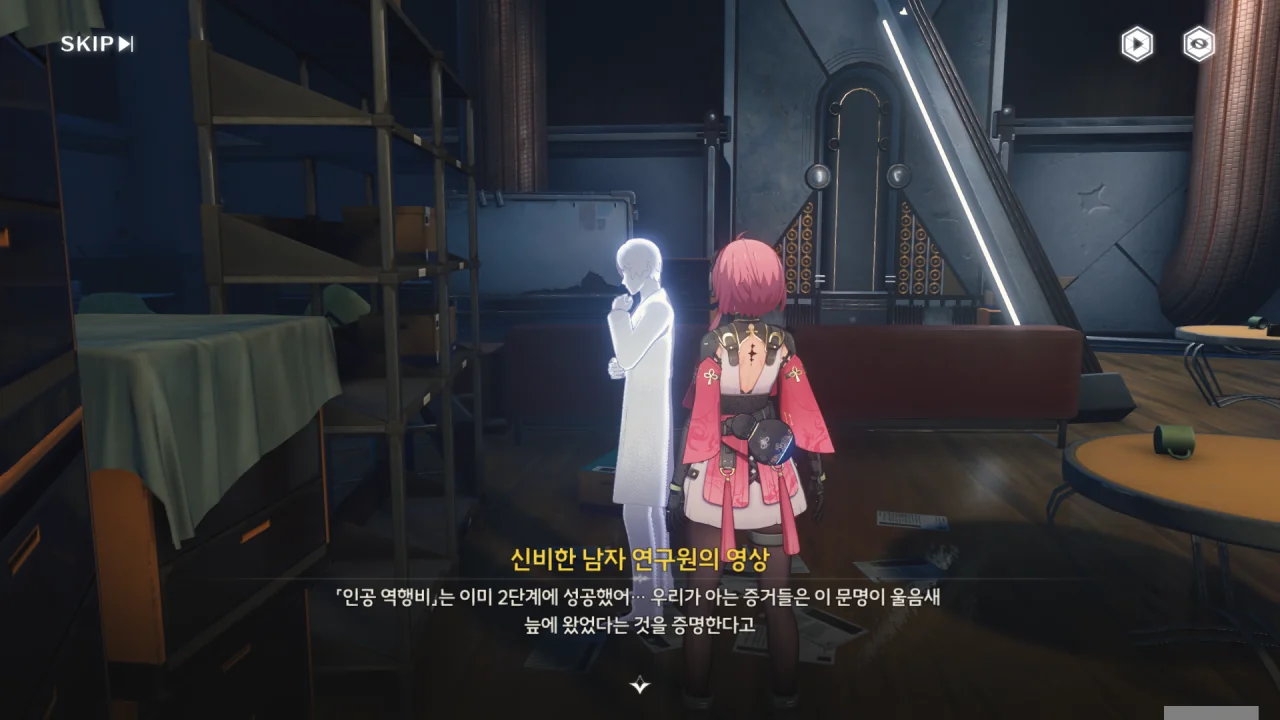 SKIP
신비한 남자 연구원의 영상
「인공 역행비」는 이미 2단계에 성공했어… 우리가 아는 증거들은 이 문명이 울음새
늪에 왔었다는 것을 증명한다고